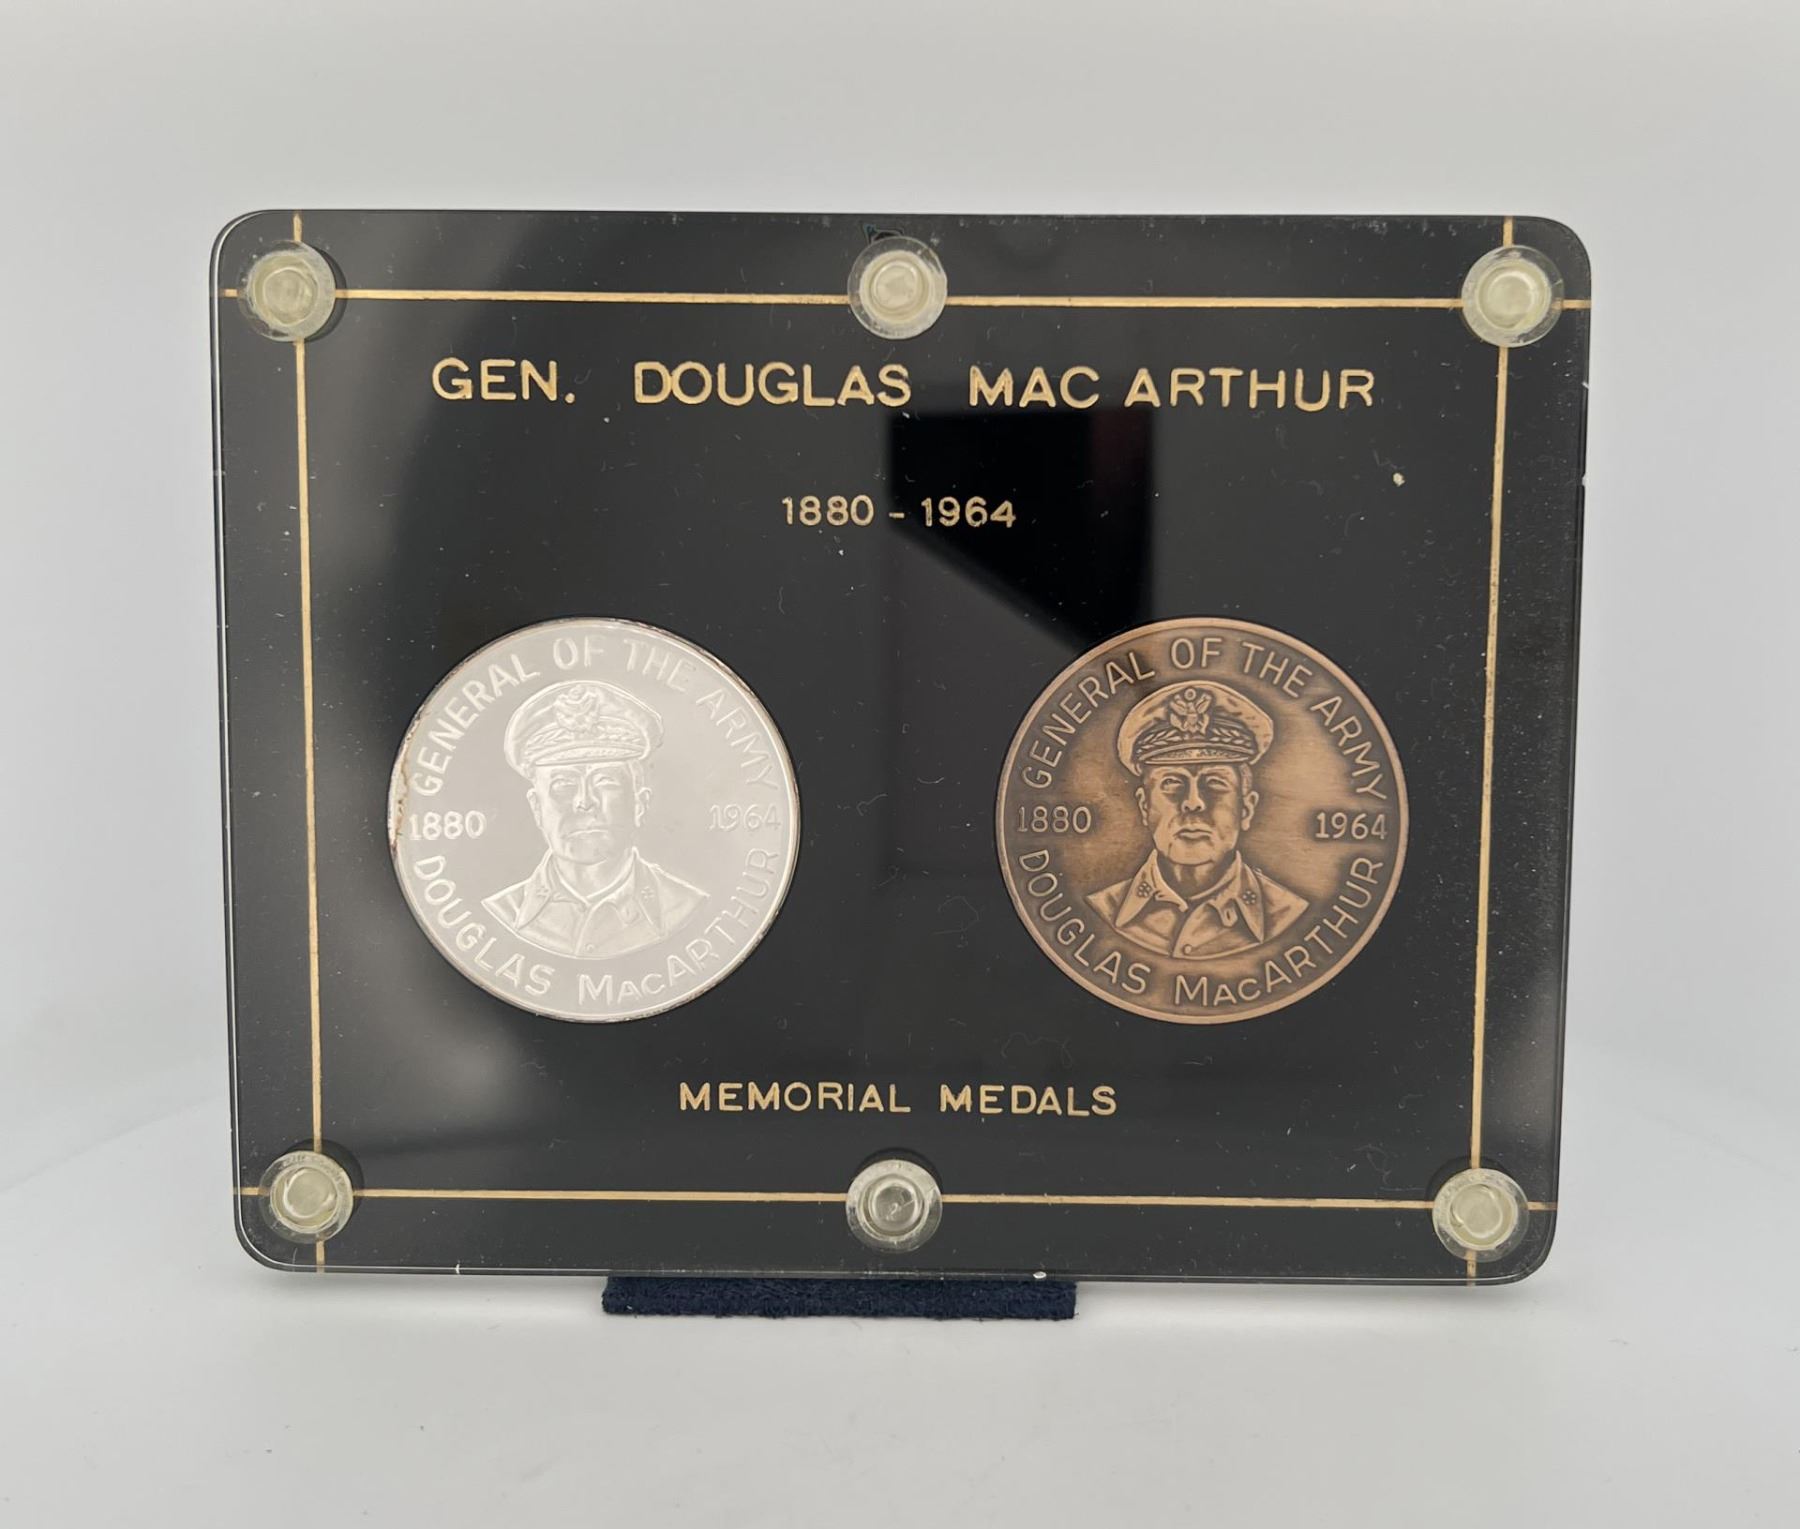 GEN. DOUGLAS MAC ARTHUR
1880 - 1964
GENERAL OF THE ARMY
1880 1964
DOUGLAS MacARTHUR
GENERAL OF THE ARMY
1880 1964
DOUGLAS MacARTHUR
MEMORIAL MEDALS